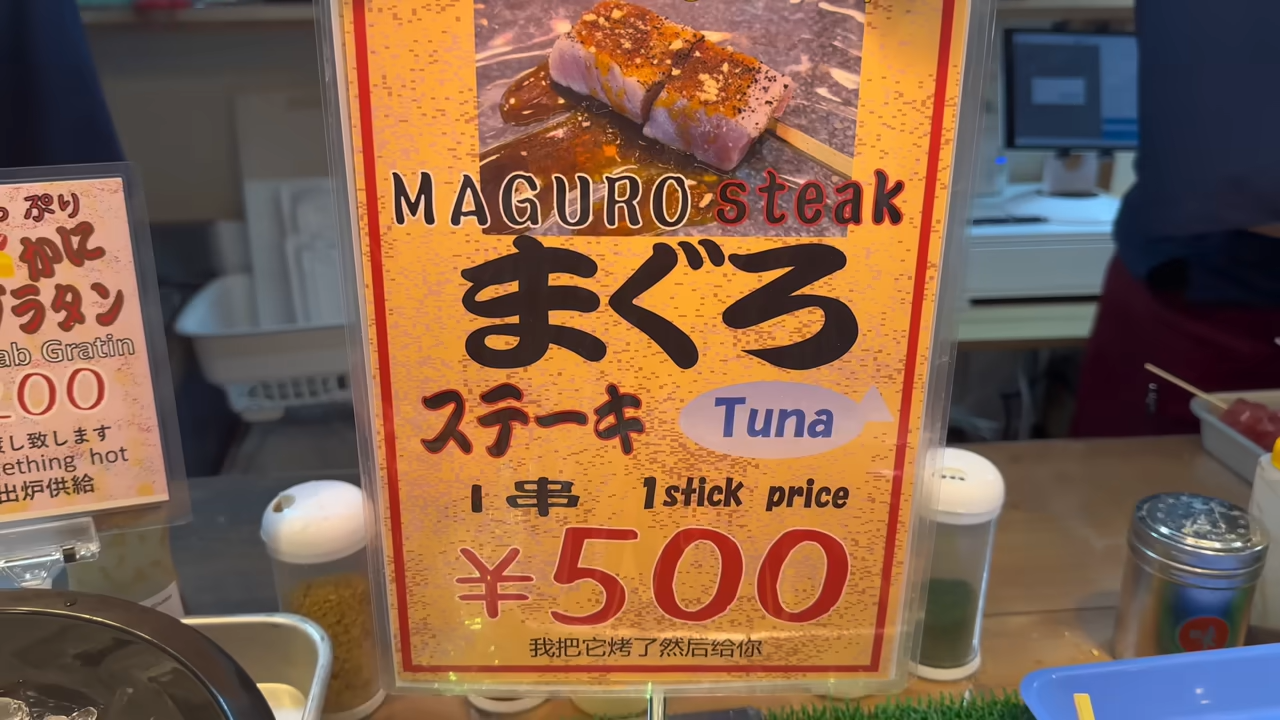 っぷり
かに
グラタン
ab Gratin
00
渡し致します
ething hot
出炉供給
MAGURO steak
まぐろ
ステーキ
Tuna
1串 1stick price
¥500
我把它烤了然后给你